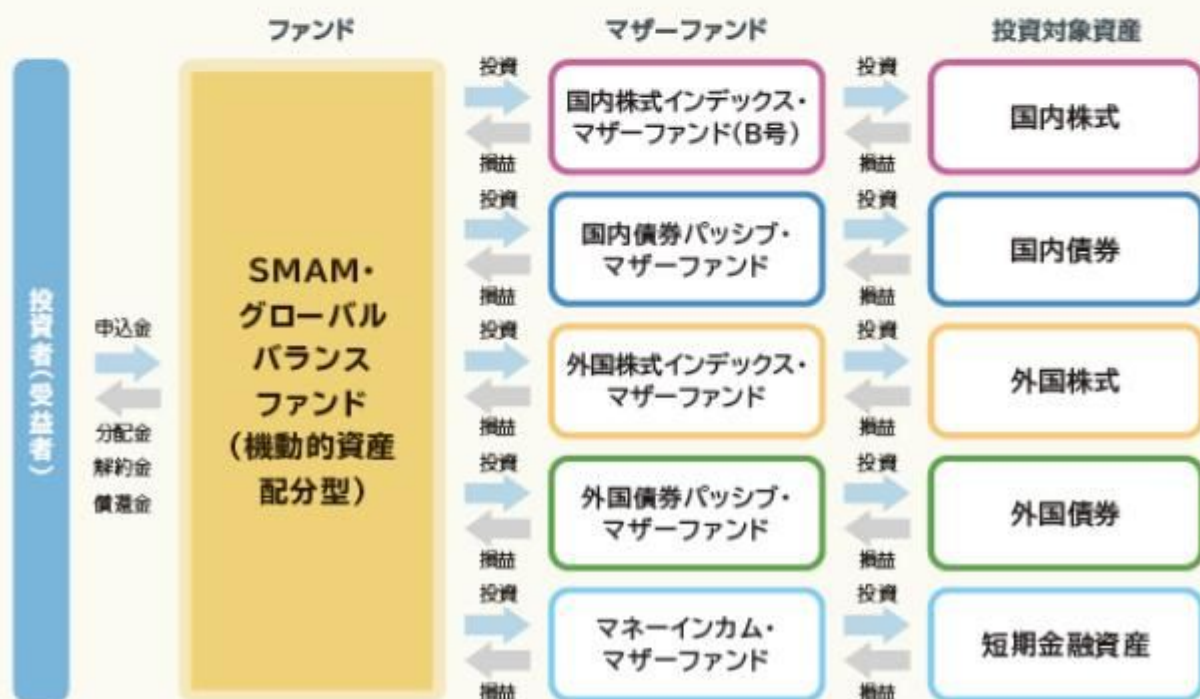 ファンド
マザーファンド
投資対象資産
投資者(受益者)
申込金
分配金
解約金
償還金
SMAM・
グローバル
バランス
ファンド
(機動的資産
配分型)
投資
損益
国内株式インデックス・
マザーファンド(B号)
投資
損益
国内株式
投資
損益
国内債券パッシブ・
マザーファンド
投資
損益
国内債券
投資
損益
外国株式インデックス・
マザーファンド
投資
損益
外国株式
投資
損益
外国債券パッシブ・
マザーファンド
投資
損益
外国債券
投資
損益
マネーインカム・
マザーファンド
投資
損益
短期金融資産